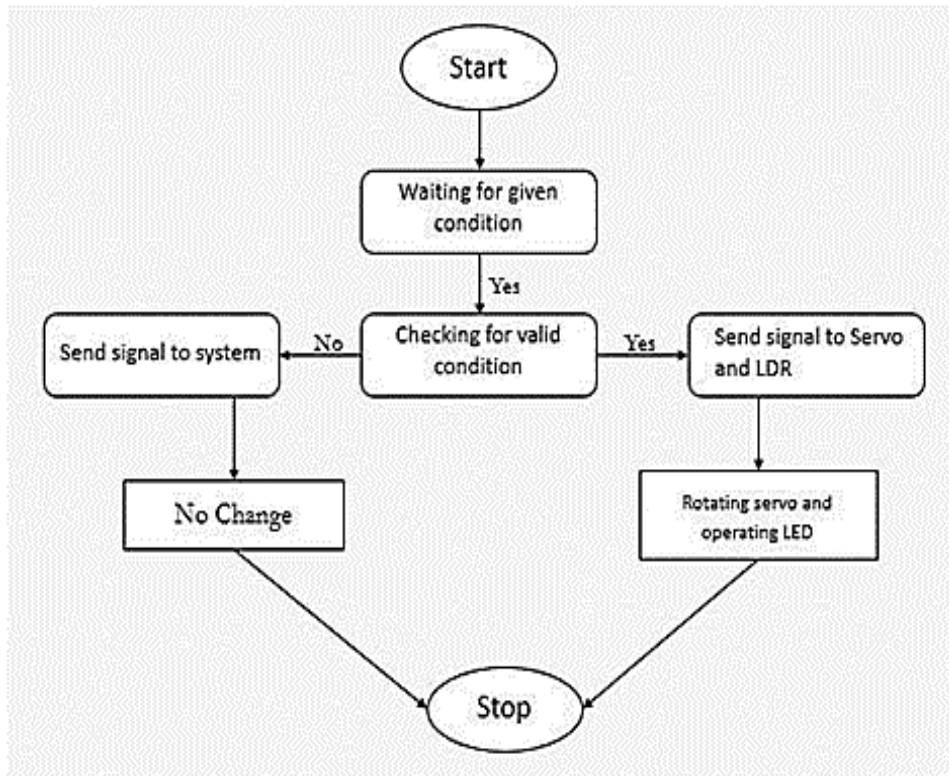 Start
Waiting for given
condition
Yes
Send signal to system
No
Checking for valid
condition
Yes
Send signal to Servo
and LDR
No Change
Rotating servo and
operating LED
Stop